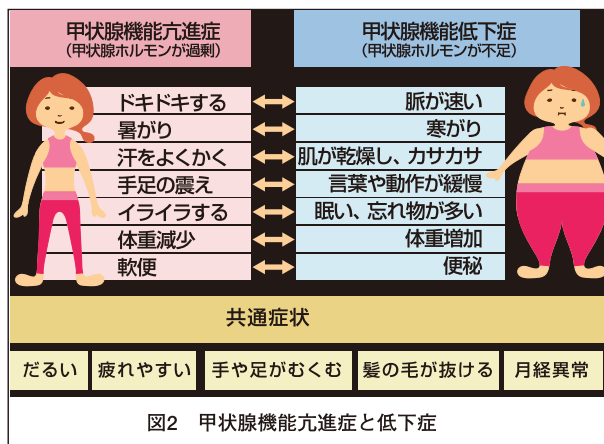 甲状腺機能亢進症
（甲状腺ホルモンが過剰）
甲状腺機能低下症
（甲状腺ホルモンが不足）
ドキドキする
脈が速い
暑がり
寒がり
汗をよくかく
肌が乾燥し、カサカサ
手足の震え
言葉や動作が緩慢
イライラする
眠い、忘れ物が多い
体重減少
体重増加
軟便
便秘
共通症状
だるい
疲れやすい
手や足がむくむ
髪の毛が抜ける
月経異常
図2　甲状腺機能亢進症と低下症